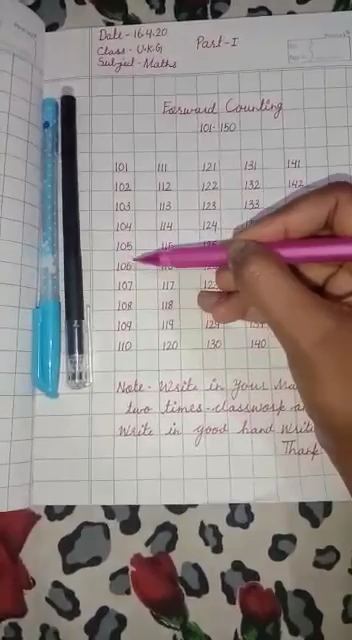 Date - 16.4.20
Class - U.K.G
Subject - Maths
Part-I
Forward Counting
101-150
101 111 121 131 141
102 112 122 132 142
103 113 123 133
104 114 124
105
106
107 117
108 118
109 119 129
110 120 130 140
Note - Write in your
two times - classwork
Write in good hand